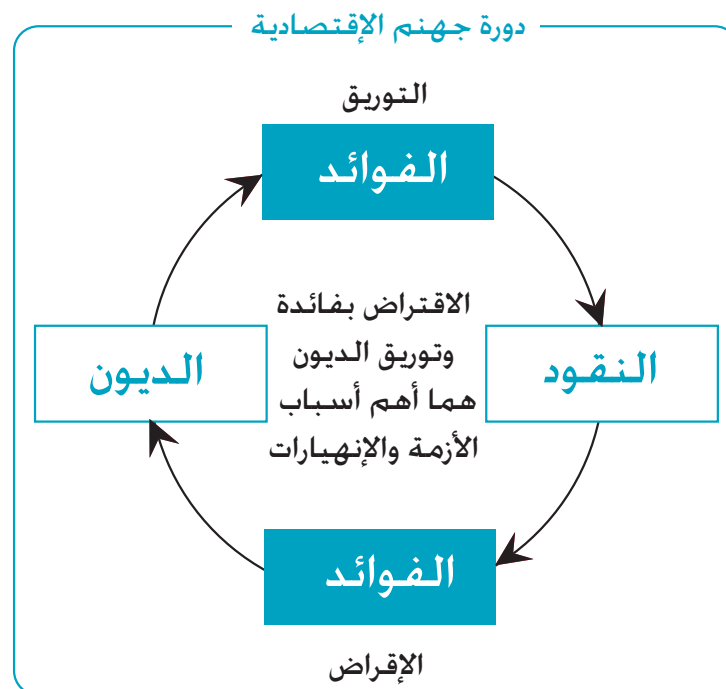 دورة جهنم الإقتصادية
التوريق
الفوائد
الاقتراض بفائدة
وتوريق الديون
هما أهم أسباب
الأزمة والإنهيارات
النقود
الديون
الفوائد
الإقراض